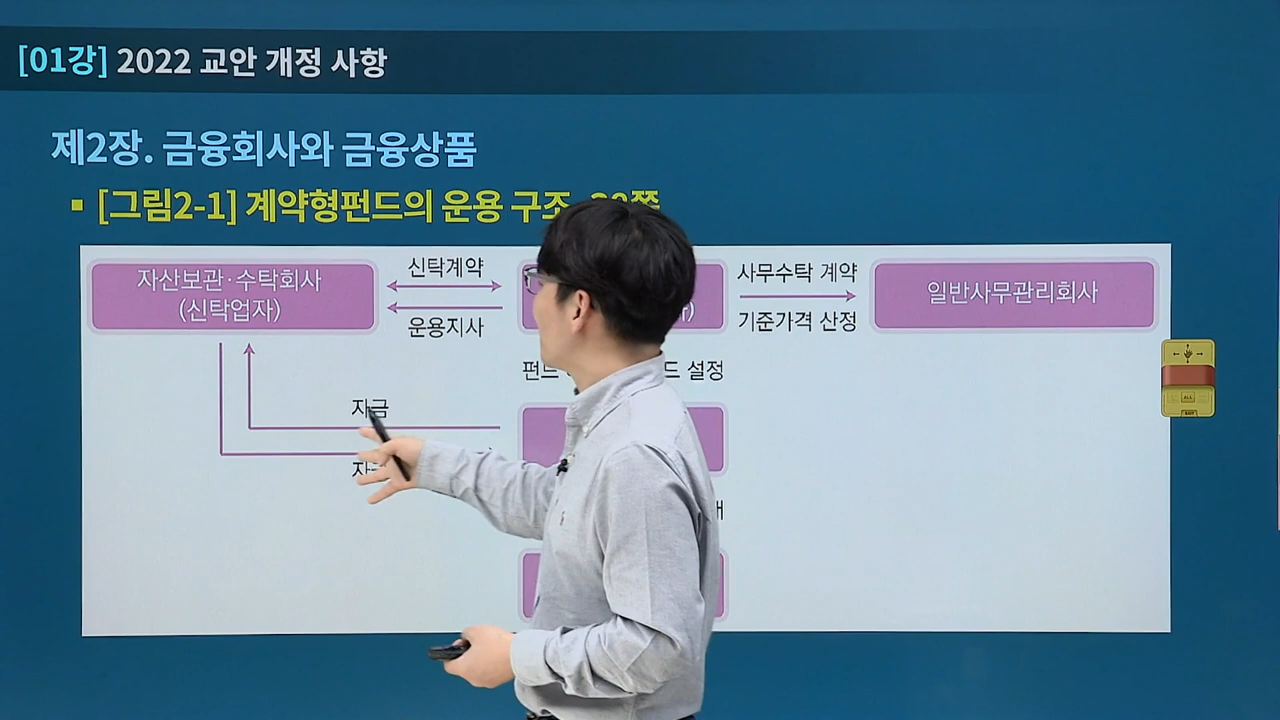 [01강] 2022 교안 개정 사항
제2장. 금융회사와 금융상품
▪ [그림2-1] 계약형펀드의 운용 구조
자산보관·수탁회사
(신탁업자)
신탁계약
운용지시
사무수탁 계약
기준가격 산정
일반사무관리회사
설정
자금
ALL
EXIT